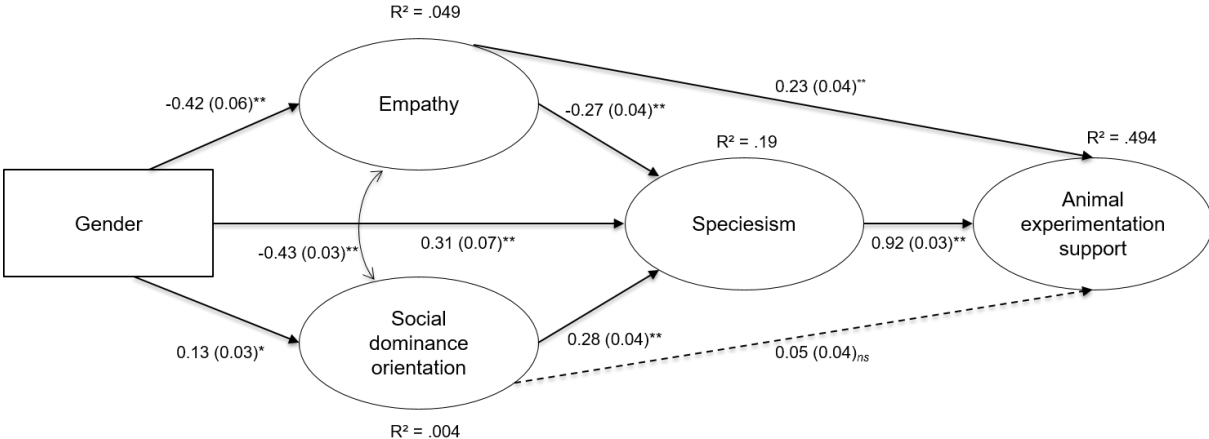 R² = .049
Empathy
-0.42 (0.06)**
0.23 (0.04)**
-0.27 (0.04)**
R² = .19
R² = .494
Gender
Speciesism
Animal
experimentation
support
0.31 (0.07)**
-0.43 (0.03)**
0.92 (0.03)**
Social
dominance
orientation
0.13 (0.03)*
0.28 (0.04)**
0.05 (0.04)ns
R² = .004